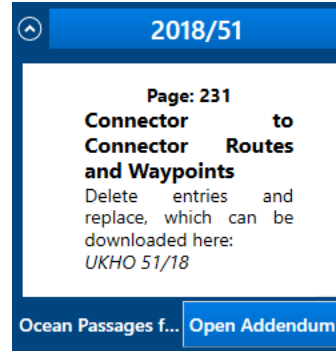 2018/51
Page: 231
Connector to
Connector Routes
and Waypoints
Delete entries and
replace, which can be
downloaded here:
UKHO 51/18
Ocean Passages f... Open Addendum